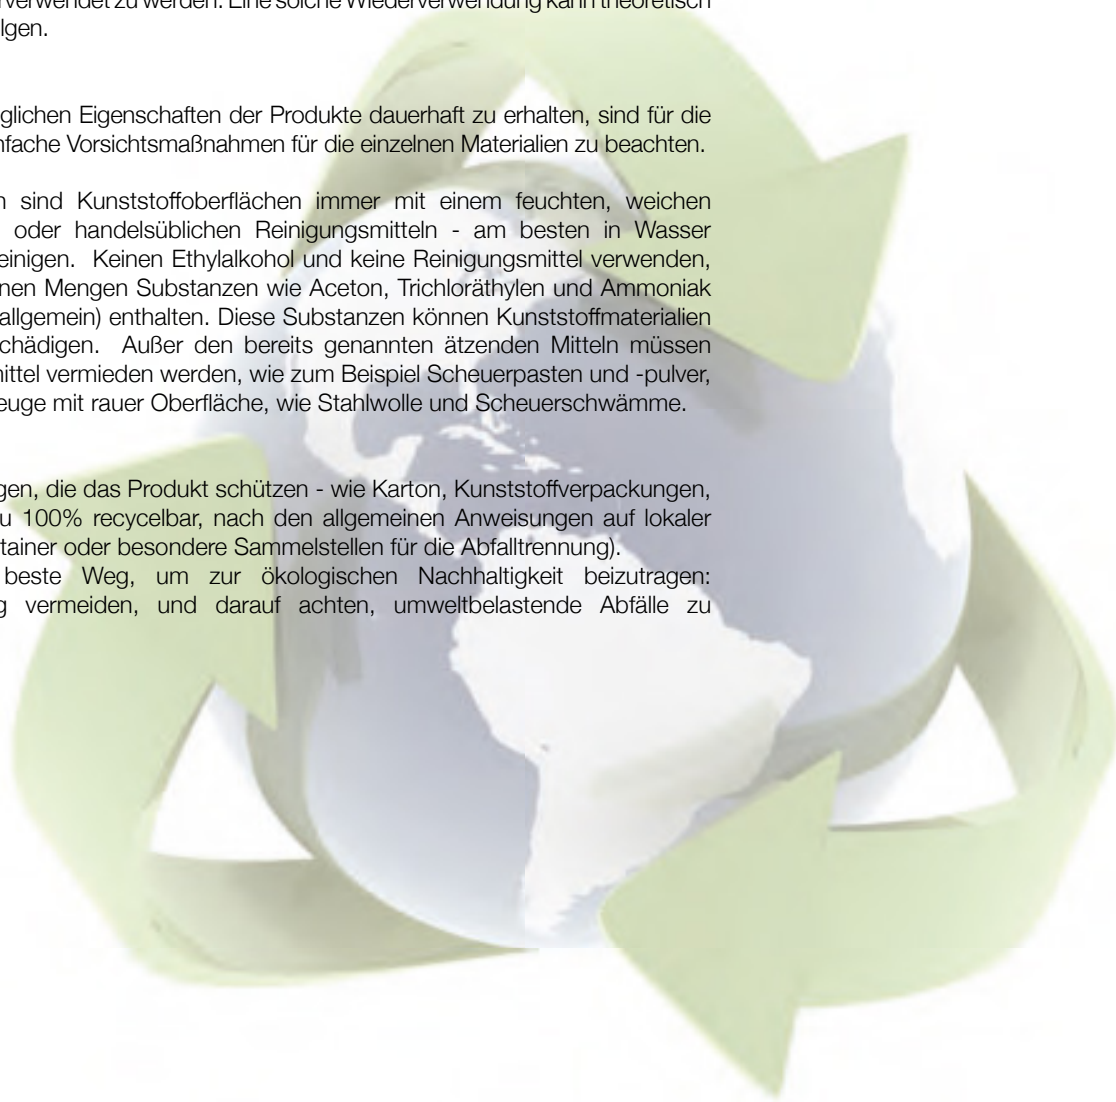 verwendet zu werden. Eine solche Wiederverwendung kann theoretisch
lgen.
glichen Eigenschaften der Produkte dauerhaft zu erhalten, sind für die
nfache Vorsichtsmaßnahmen für die einzelnen Materialien zu beachten.
n sind Kunststoffoberflächen immer mit einem feuchten, weichen
oder handelsüblichen Reinigungsmitteln - am besten in Wasser
einigen. Keinen Ethylalkohol und keine Reinigungsmittel verwenden,
nen Mengen Substanzen wie Aceton, Trichloräthylen und Ammoniak
allgemein) enthalten. Diese Substanzen können Kunststoffmaterialien
chädigen. Außer den bereits genannten ätzenden Mitteln müssen
nittel vermieden werden, wie zum Beispiel Scheuerpasten und -pulver,
euge mit rauer Oberfläche, wie Stahlwolle und Scheuerschwämme.
gen, die das Produkt schützen - wie Karton, Kunststoffverpackungen,
u 100% recycelbar, nach den allgemeinen Anweisungen auf lokaler
tainer oder besondere Sammelstellen für die Abfalltrennung).
beste Weg, um zur ökologischen Nachhaltigkeit beizutragen:
g vermeiden, und darauf achten, umweltbelastende Abfälle zu